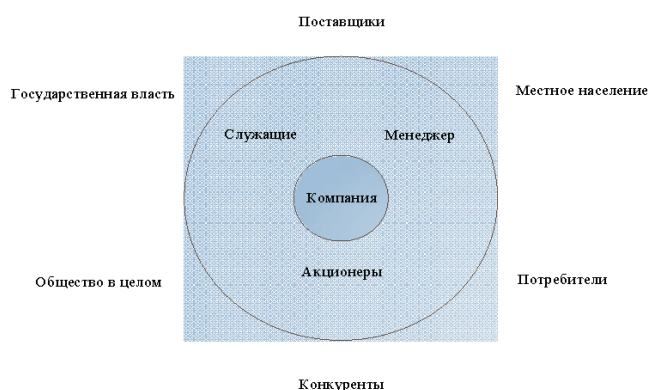 Поставщики
Государственная власть
Местное население
Служащие
Менеджер
Компания
Акционеры
Общество в целом
Потребители
Конкуренты